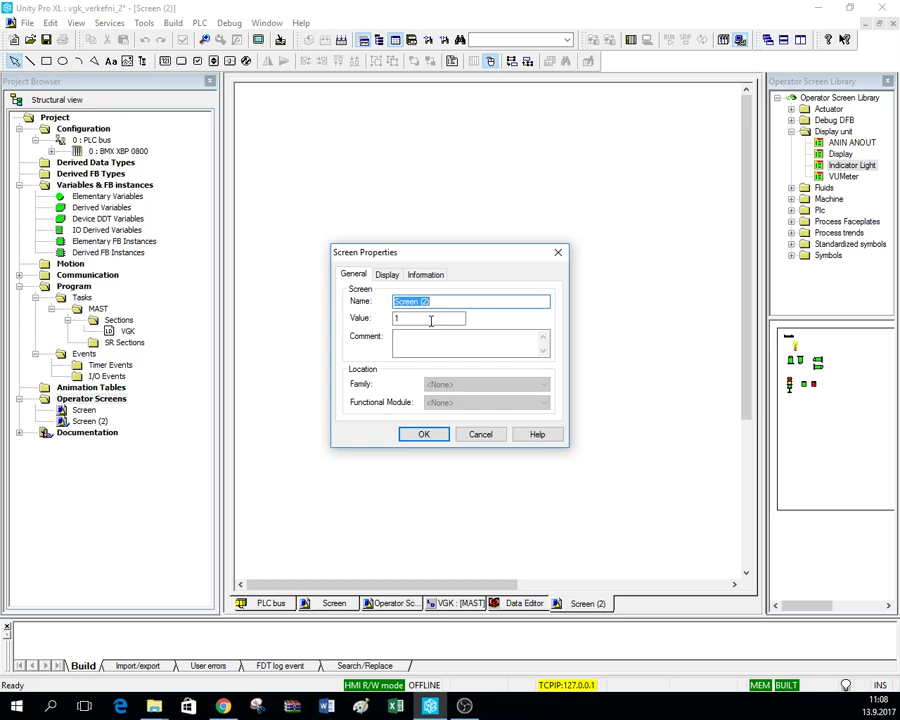 Unity Pro XL : vgk_verkefni_2* - [Screen (2)]
File Edit View Services Tools Build PLC Debug Window Help
Project Browser
Structural view
Project
Configuration
0 : PLC bus
0 : BMX XBP 0800
Derived Data Types
Derived FB Types
Variables & FB instances
Elementary Variables
Derived Variables
Device DDT Variables
IO Derived Variables
Elementary FB Instances
Derived FB Instances
Motion
Communication
Program
Tasks
MAST
Sections
LD VGK
SR Sections
Events
Timer Events
I/O Events
Animation Tables
Operator Screens
Screen
Screen (2)
Documentation
Screen Properties
General Display Information
Screen
Name: Screen (2)
Value: 1
Comment:
Location
Family: <None>
Functional Module: <None>
OK Cancel Help
Operator Screen Library
Operator Screen Library
Actuator
Debug DFB
Display unit
ANIN ANOUT
Display
Indicator Light
VUMeter
Fluids
Machine
Plc
Process Faceplates
Process trends
Standardized symbols
Symbols
PLC bus Screen Operator Sc... VGK : [MAST] Data Editor Screen (2)
Build Import/export User errors FDT log event Search/Replace
Ready HMI R/W mode OFFLINE TCPIP:127.0.0.1 MEM BUILT INS
11:08
13.9.2017